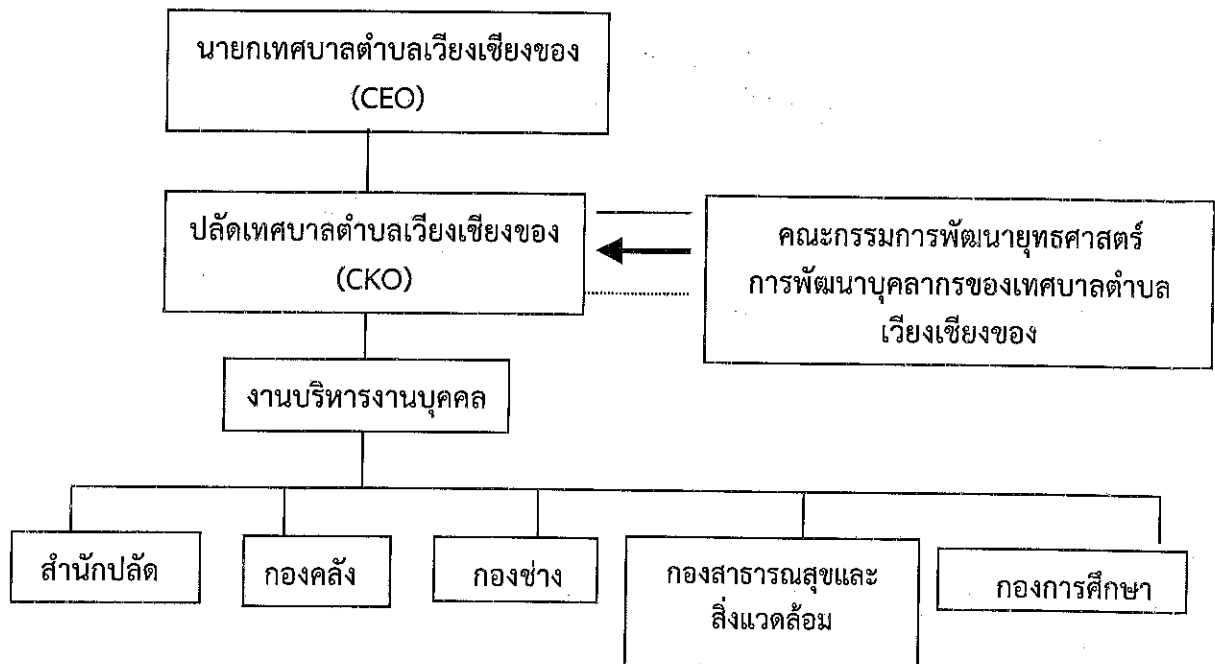 นายกเทศบาลตำบลเวียงเชียงของ
(CEO)
ปลัดเทศบาลตำบลเวียงเชียงของ
(CKO)
คณะกรรมการพัฒนายุทธศาสตร์
การพัฒนาบุคลากรของเทศบาลตำบล
เวียงเชียงของ
งานบริหารงานบุคคล
สำนักปลัด
กองคลัง
กองช่าง
กองสาธารณสุขและ
สิ่งแวดล้อม
กองการศึกษา